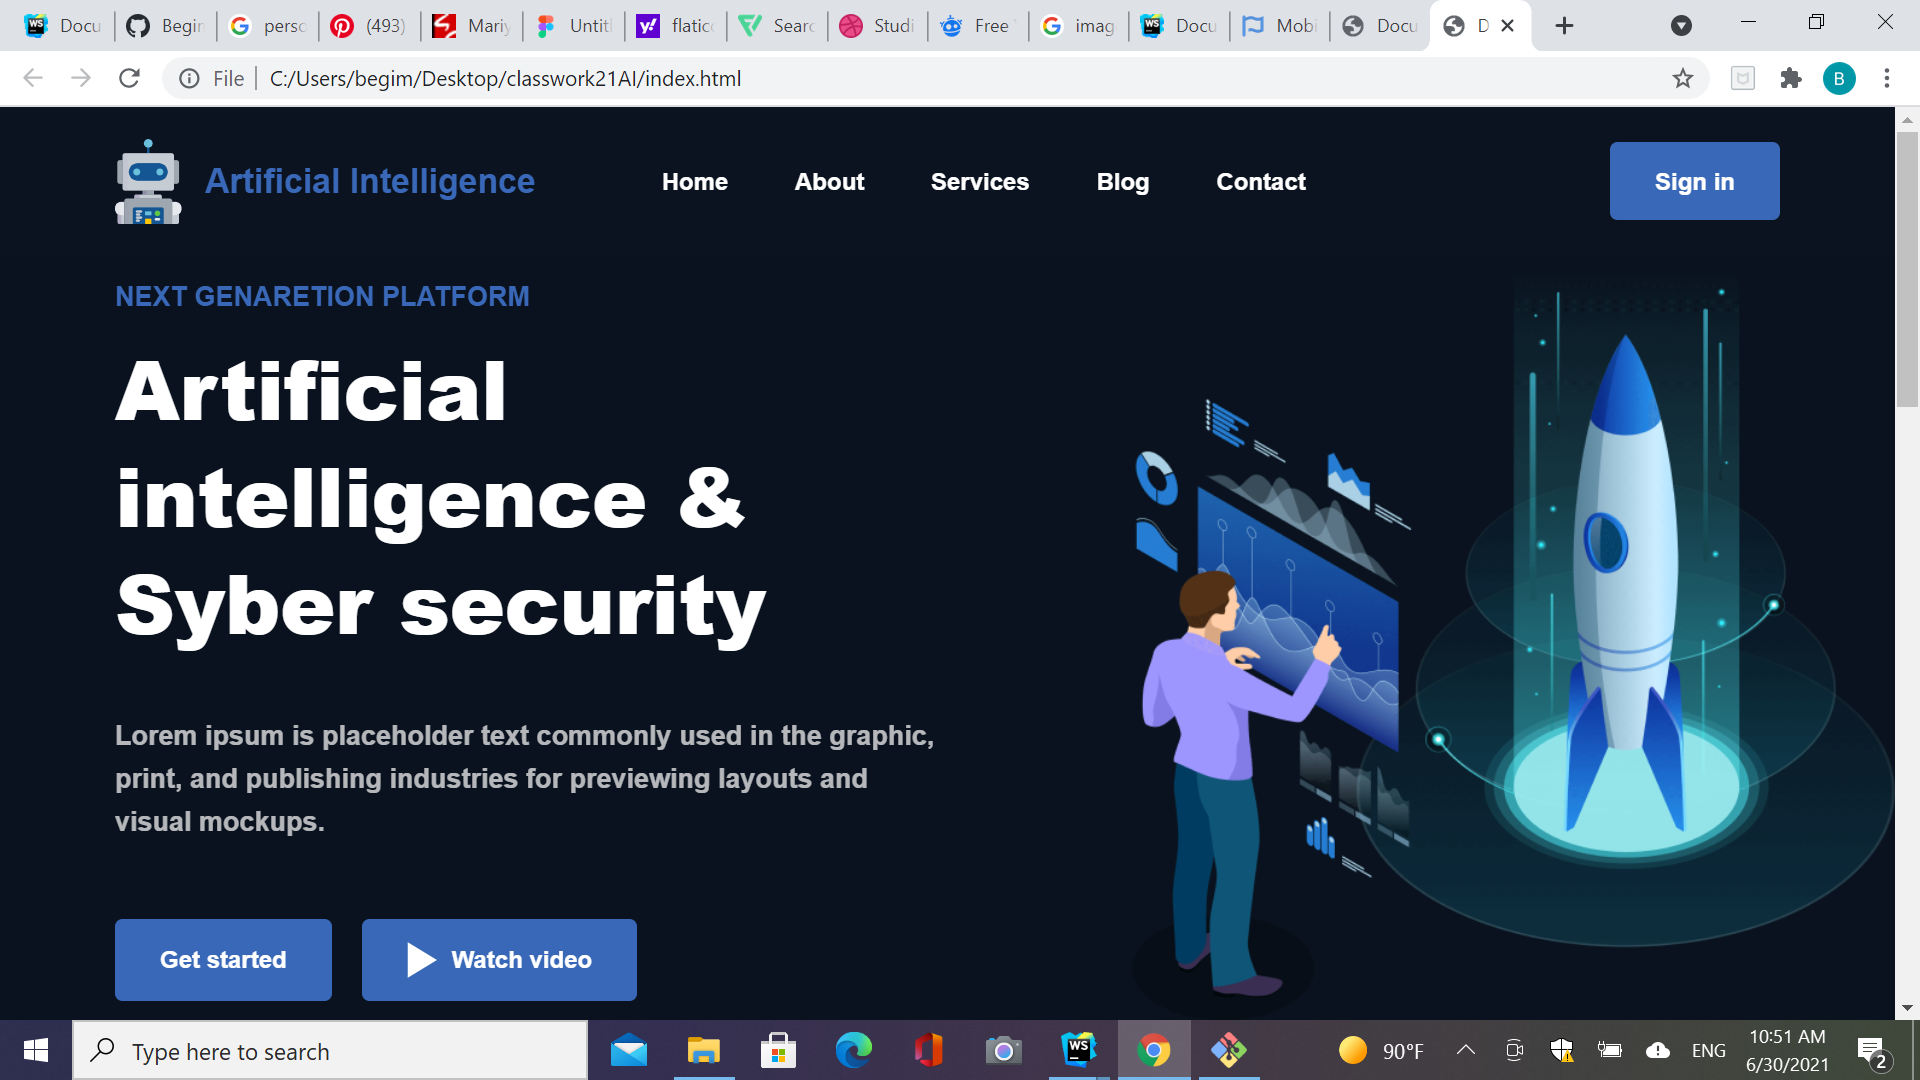 Docu
Begin
perso
(493)
Mariy
Untitl
flatico
Searc
Studi
Free
imag
Docu
Mobi
Docu
D
File
C:/Users/begim/Desktop/classwork21AI/index.html
B
Artificial Intelligence
Home
About
Services
Blog
Contact
Sign in
NEXT GENARETION PLATFORM
Artificial
intelligence &
Syber security
Lorem ipsum is placeholder text commonly used in the graphic,
print, and publishing industries for previewing layouts and
visual mockups.
Get started
Watch video
Type here to search
WS
90°F
ENG
10:51 AM
6/30/2021
2